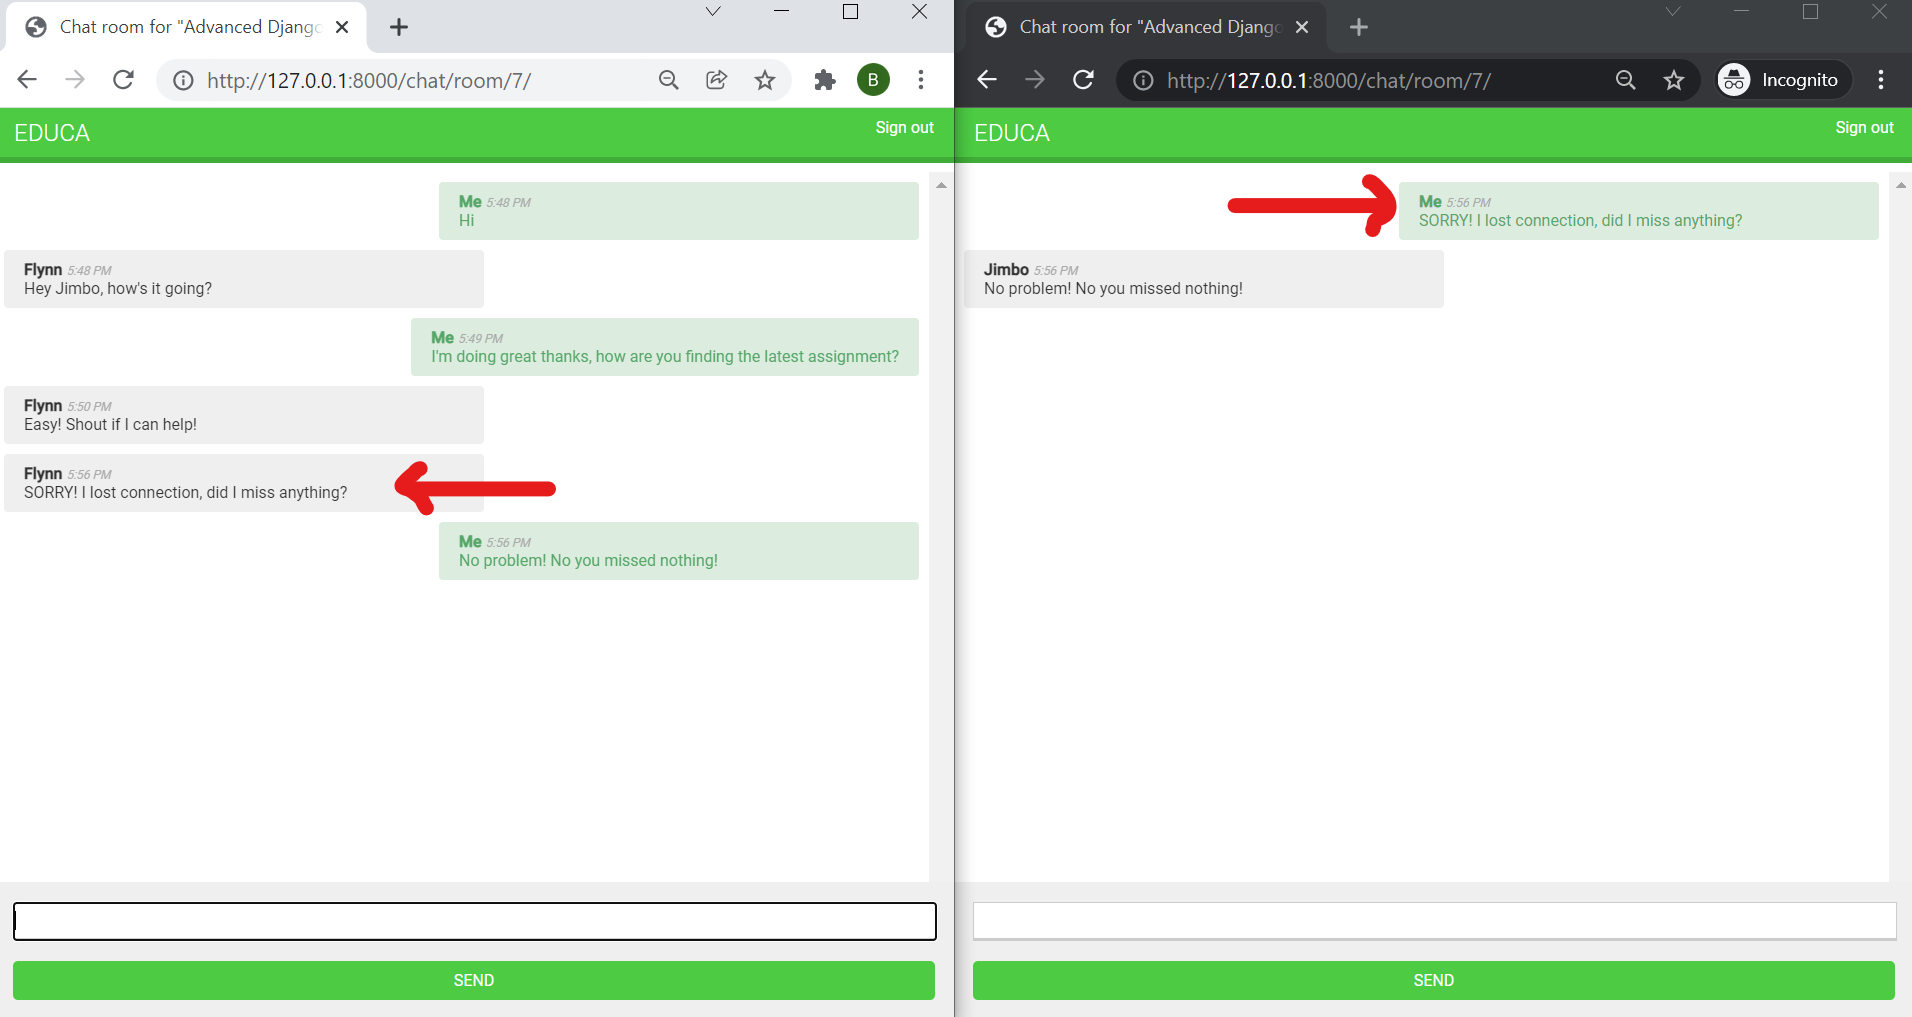 Chat room for "Advanced Django
http://127.0.0.1:8000/chat/room/7/
B
EDUCA
Sign out
Me 5:48 PM
Hi
Flynn 5:48 PM
Hey Jimbo, how's it going?
Me 5:49 PM
I'm doing great thanks, how are you finding the latest assignment?
Flynn 5:50 PM
Easy! Shout if I can help!
Flynn 5:56 PM
SORRY! I lost connection, did I miss anything?
Me 5:56 PM
No problem! No you missed nothing!
SEND
Chat room for "Advanced Django
http://127.0.0.1:8000/chat/room/7/
Incognito
EDUCA
Sign out
Me 5:56 PM
SORRY! I lost connection, did I miss anything?
Jimbo 5:56 PM
No problem! No you missed nothing!
SEND